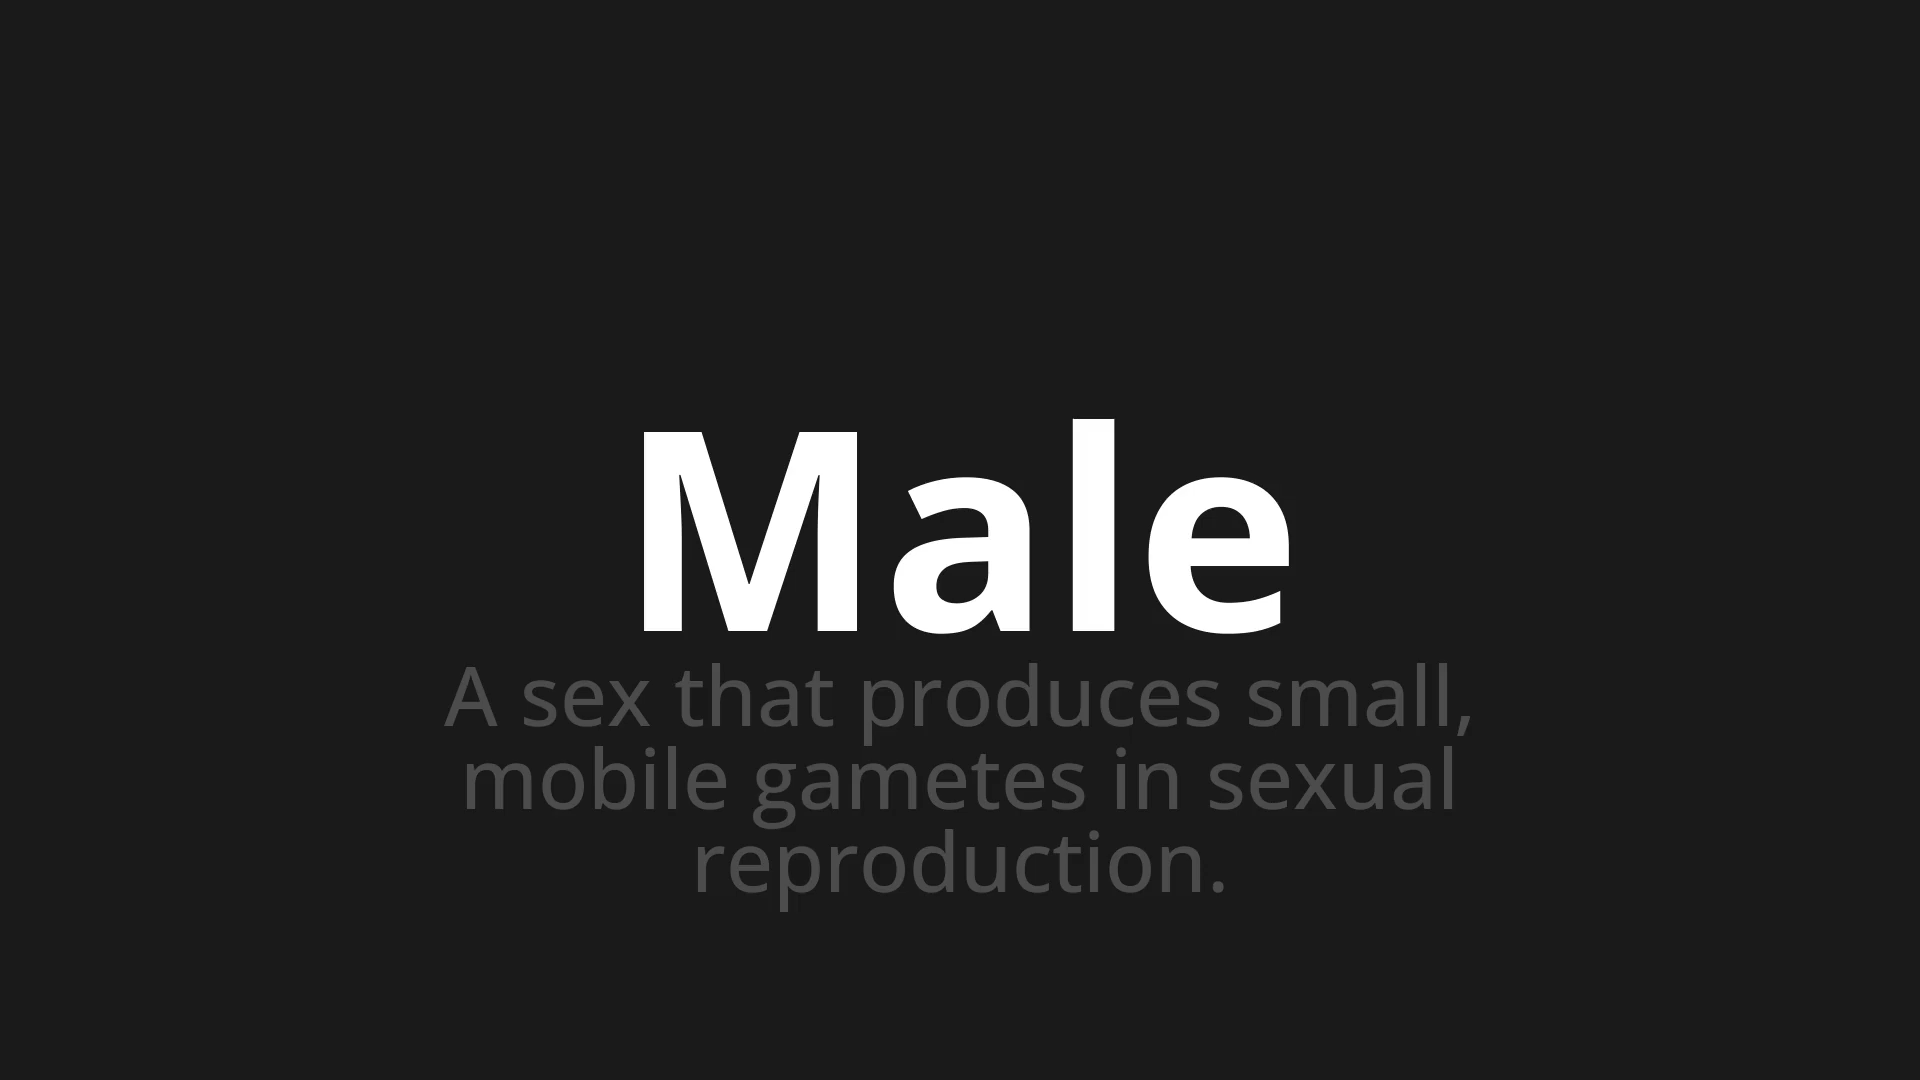 Male
A sex that produces small,
mobile gametes in sexual
reproduction.